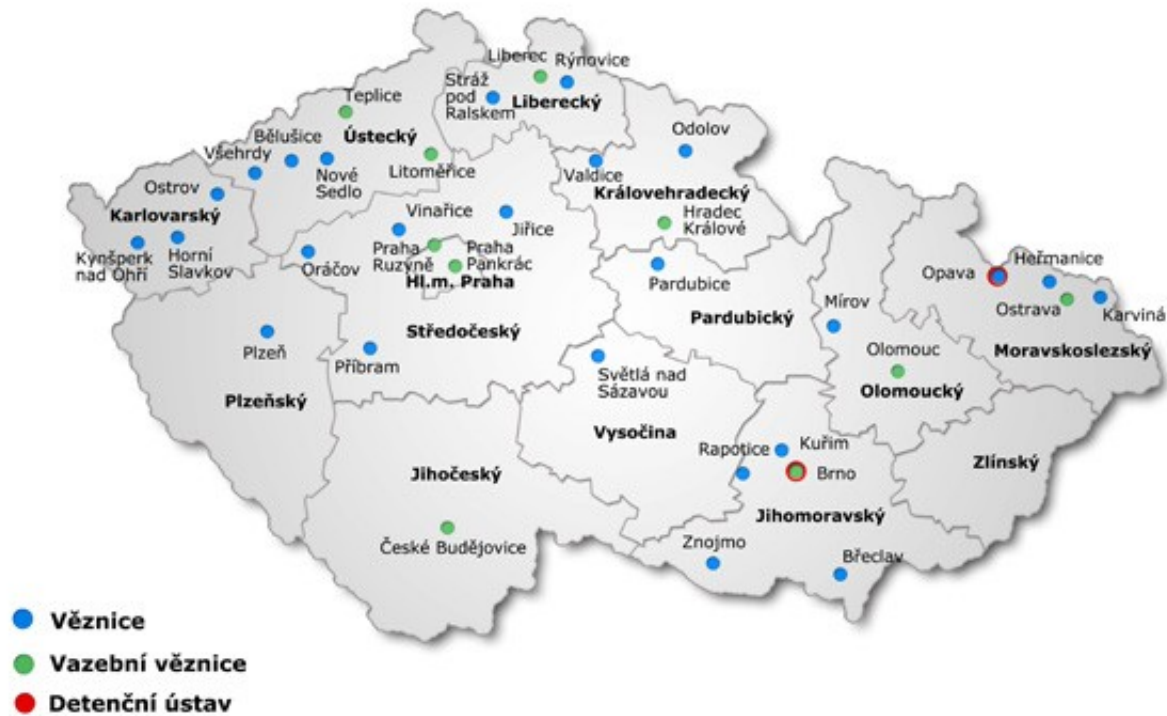 Liberec
Rýnovice
Stráž
pod
Ralskem
Liberecký
Teplice
Ústecký
Odolov
Bělušice
Všehrdy
Nové
Sedlo
Litoměřice
Valdice
Královehradecký
Ostrov
Karlovarský
Vinařice
Jiřice
Hradec
Králové
Kynšperk
nad Ohří
Horní
Slavkov
Oráčov
Praha
Ruzyně
Praha
Pankrác
Hl.m. Praha
Pardubice
Opava
Heřmanice
Mírov
Ostrava
Karviná
Středočeský
Pardubický
Plzeň
Příbram
Olomouc
Moravskoslezský
Světlá nad
Sázavou
Olomoucký
Plzeňský
Vysočina
Kuřim
Rapotice
Brno
Zlínský
Jihočeský
Jihomoravský
České Budějovice
Znojmo
Břeclav
Věznice
Vazební věznice
Detenční ústav